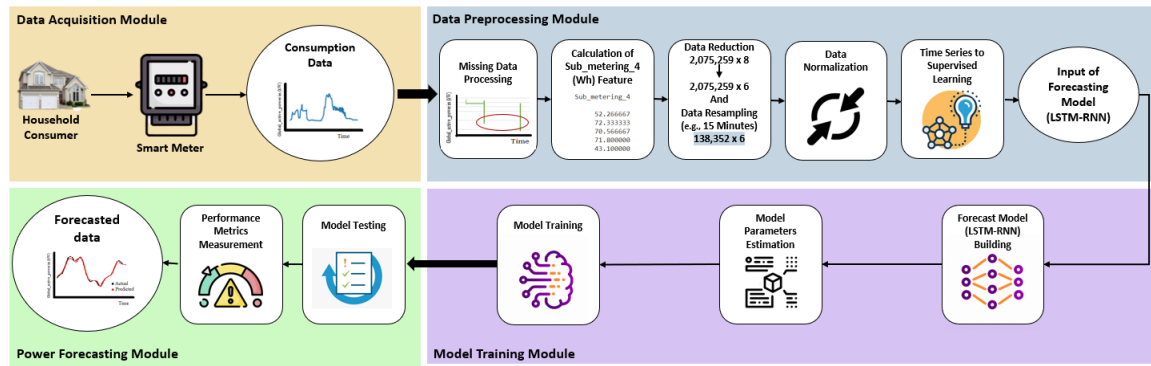 Data Acquisition Module
Household
Consumer
Smart Meter
Consumption
Data
Time
Data Preprocessing Module
Missing Data
Processing
Time
Calculation of
Sub_metering_4
(Wh) Feature
Sub_metering_4
52.266667
72.333333
70.566667
71.800000
43.100000
Data Reduction
2,075,259 x 8
2,075,259 x 6
And
Data Resampling
(e.g., 15 Minutes)
138,352 x 6
Data
Normalization
Time Series to
Supervised
Learning
Input of
Forecasting
Model
(LSTM-RNN)
Forecast Model
(LSTM-RNN)
Building
Model
Parameters
Estimation
Model Training
Model Training Module
Model Testing
Performance
Metrics
Measurement
Forecasted
data
Actual
Predicted
Time
Power Forecasting Module